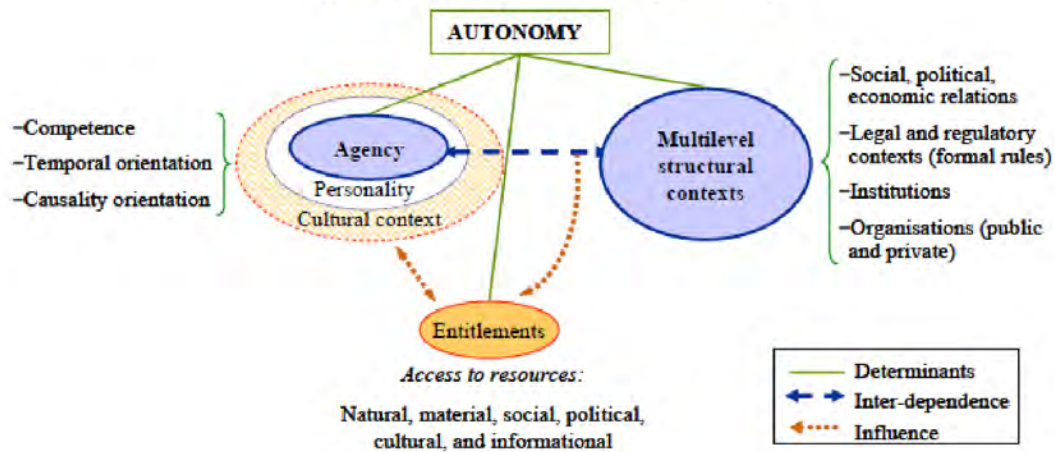 AUTONOMY
−Competence
−Temporal orientation
−Causality orientation
Agency
Personality
Cultural context
Multilevel
structural
contexts
−Social, political,
economic relations
−Legal and regulatory
contexts (formal rules)
−Institutions
−Organisations (public
and private)
Entitlements
Access to resources:
Natural, material, social, political,
cultural, and informational
Determinants
Inter-dependence
Influence